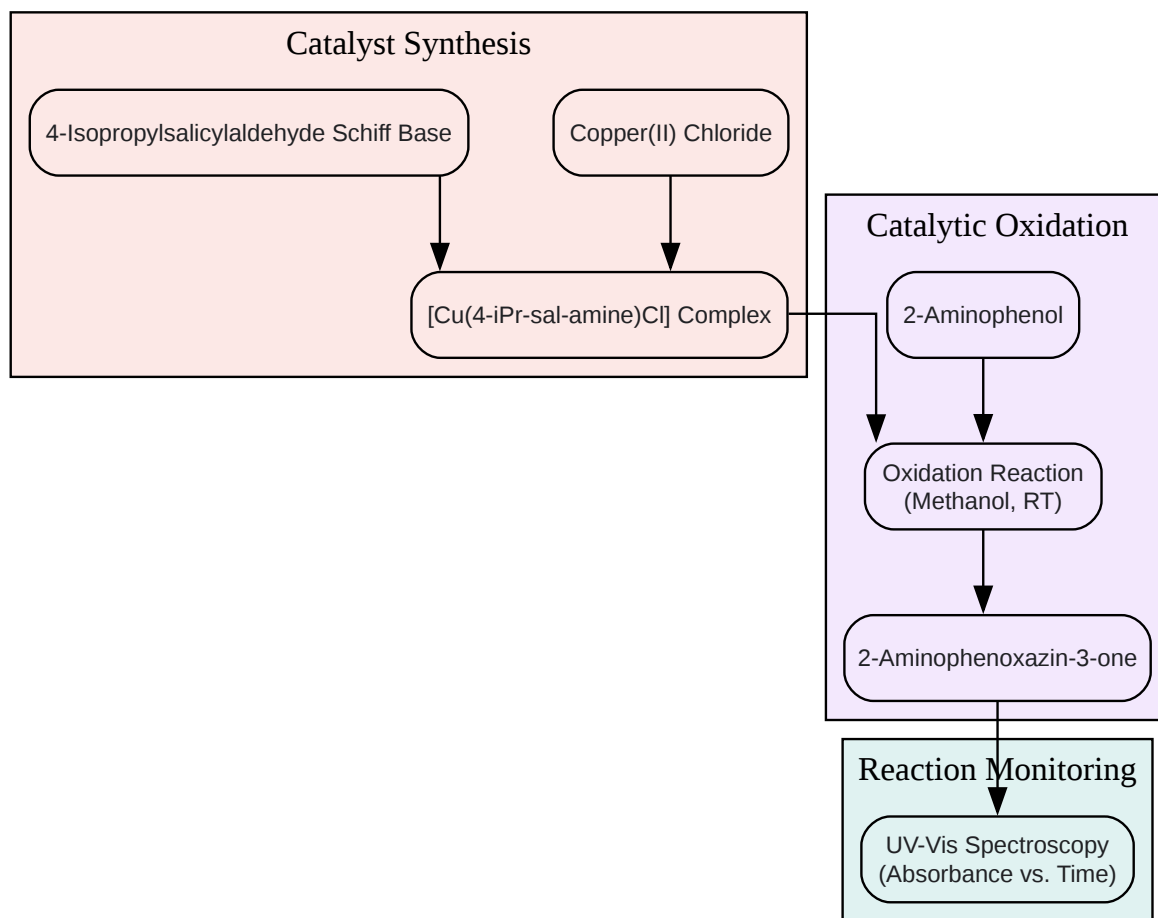 Catalyst Synthesis
4-Isopropylsalicylaldehyde Schiff Base
Copper(II) Chloride
[Cu(4-iPr-sal-amine)Cl] Complex
Catalytic Oxidation
2-Aminophenol
Oxidation Reaction
(Methanol, RT)
2-Aminophenoxazin-3-one
Reaction Monitoring
UV-Vis Spectroscopy
(Absorbance vs. Time)